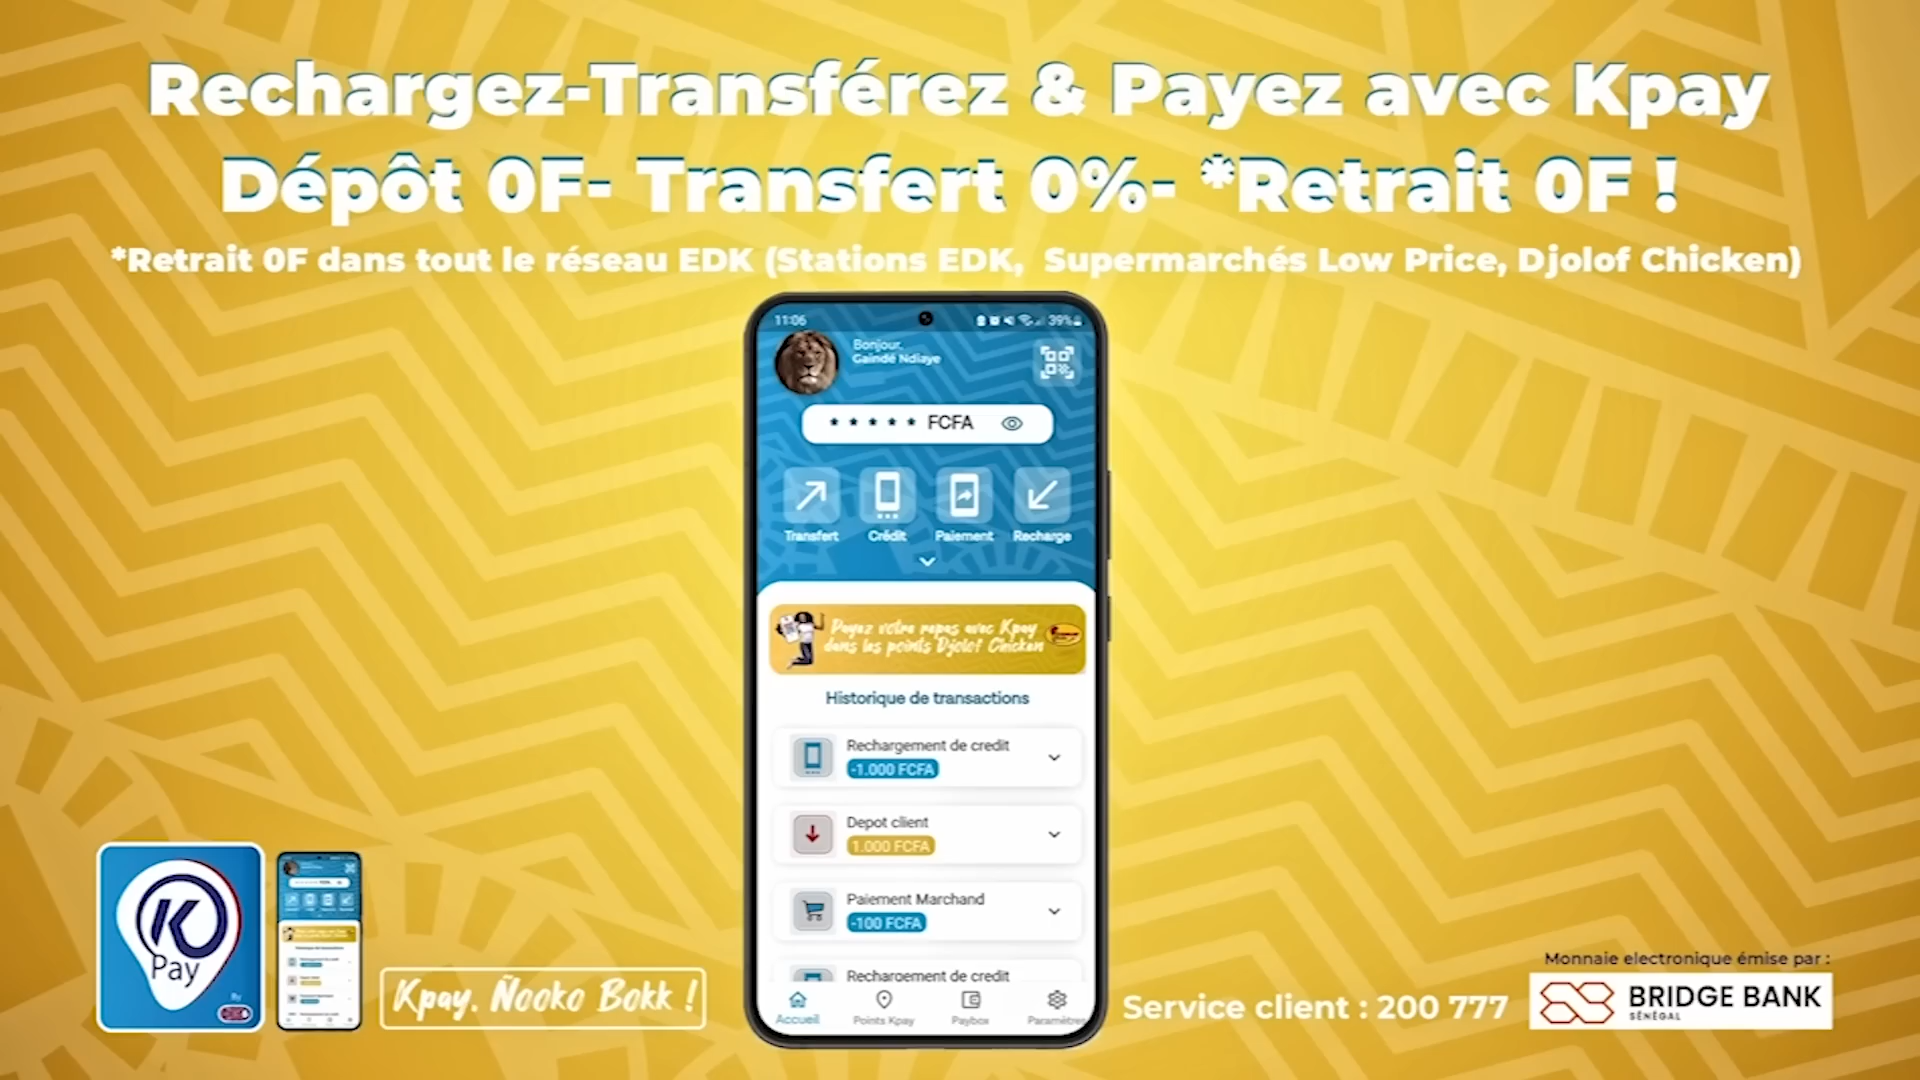 Rechargez-Transférez & Payez avec Kpay
Dépôt 0F- Transfert 0%- *Retrait 0F !
*Retrait 0F dans tout le réseau EDK (Stations EDK, Supermarchés Low Price, Djolof Chicken)
11:06
39%
Bonjour,
Gaindé Ndiaye
* * * * * FCFA
Transfert Crédit Paiement Recharge
Payez votre repas avec Kpay
dans les points Djolof Chicken
Historique de transactions
Rechargement de credit
-1.000 FCFA
Depot client
1.000 FCFA
Paiement Marchand
-100 FCFA
Rechargement de credit
Accueil Points Kpay Paybox Paramètres
K
Pay
By
Kpay. Ñooko Bokk !
Service client : 200 777
Monnaie electronique émise par :
BRIDGE BANK
SÉNÉGAL